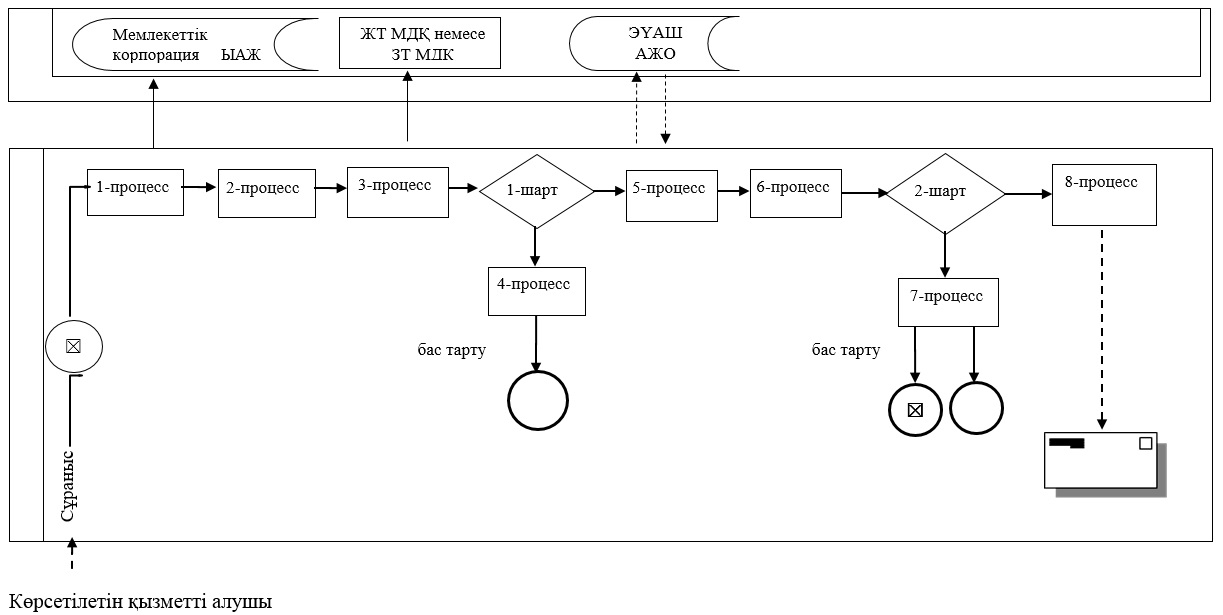 Мемлекеттік
корпорация ЫАЖ
ЖТ МДҚ немесе
ЗТ МДК
ЭҮАШ
АЖО
1-процесс
2-процесс
3-процесс
1-шарт
5-процесс
6-процесс
2-шарт
8-процесс
4-процесс
7-процесс
бас тарту
бас тарту
Сұраныс
Көрсетілетін қызметті алушы